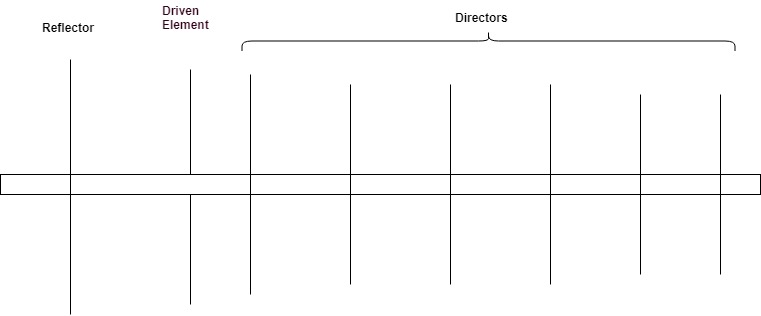 Reflector
Driven
Element
Directors